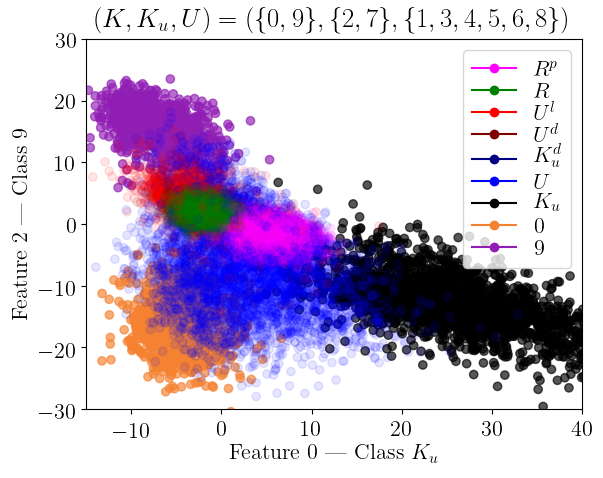 (K, K_u, U) = ({0, 9}, {2, 7}, {1, 3, 4, 5, 6, 8})
Feature 2 — Class 9
30
20
10
0
−10
−20
−30
R^p
R
U^l
U^d
K_u^d
U
K_u
0
9
−10
0
10
20
30
40
Feature 0 — Class K_u